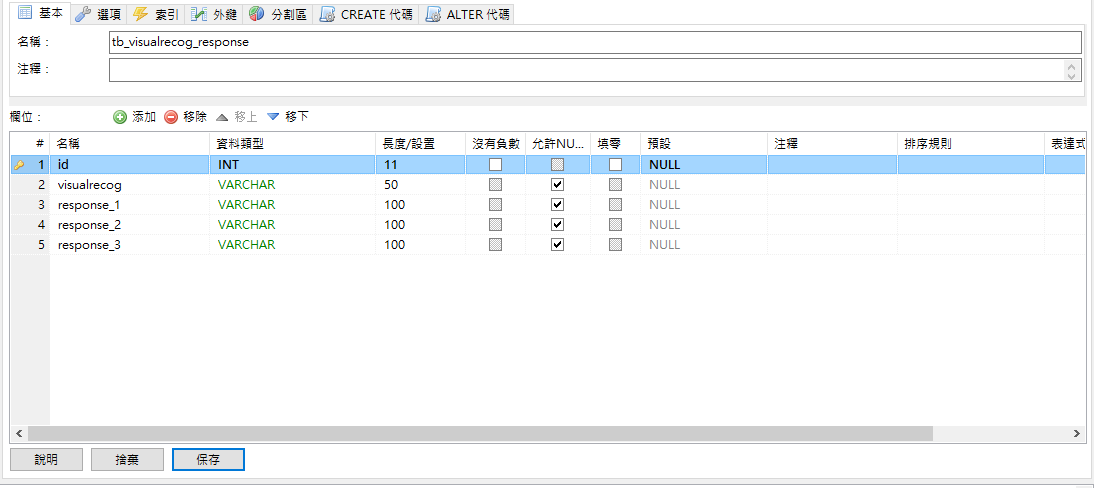 基本 選項 索引 外鍵 分割區 CREATE 代碼 ALTER 代碼
名稱： tb_visualrecog_response
注釋：
欄位： 添加 移除 移上 移下
# 名稱 資料類型 長度/設置 沒有負數 允許NU... 填零 預設 注釋 排序規則 表達式
1 id INT 11 NULL
2 visualrecog VARCHAR 50 NULL
3 response_1 VARCHAR 100 NULL
4 response_2 VARCHAR 100 NULL
5 response_3 VARCHAR 100 NULL
說明 捨棄 保存